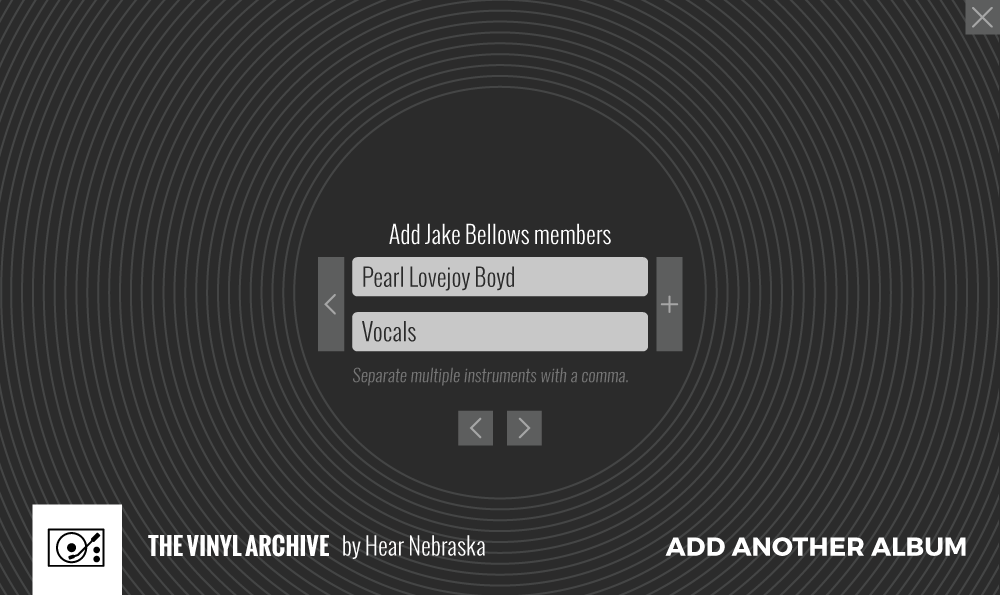 Add Jake Bellows members
Pearl Lovejoy Boyd
Vocals
Separate multiple instruments with a comma.
THE VINYL ARCHIVE by Hear Nebraska
ADD ANOTHER ALBUM